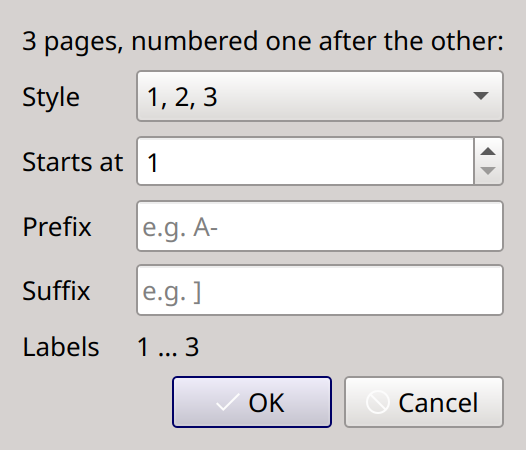 3 pages, numbered one after the other:
Style 1, 2, 3
Starts at 1
Prefix e.g. A-
Suffix e.g. ]
Labels 1 ... 3
OK Cancel